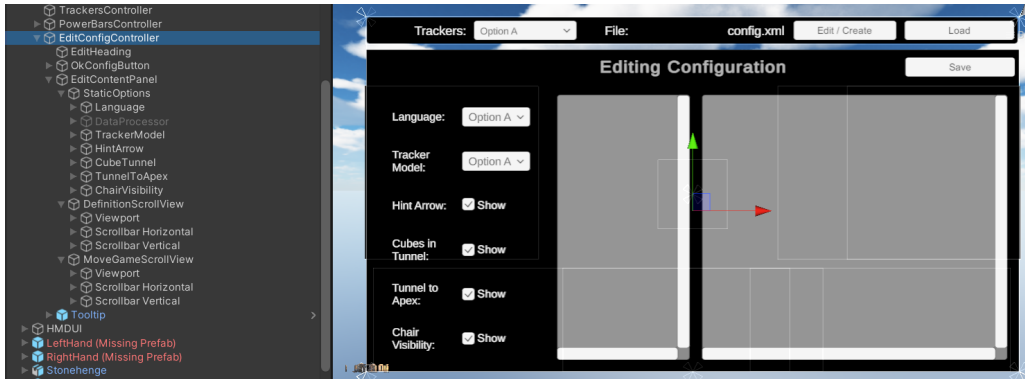 TrackersController
PowerBarsController
EditConfigController
EditHeading
OkConfigButton
EditContentPanel
StaticOptions
Language
DataProcessor
TrackerModel
HintArrow
CubeTunnel
TunnelToApex
ChairVisibility
DefinitionScrollView
Viewport
Scrollbar Horizontal
Scrollbar Vertical
MoveGameScrollView
Viewport
Scrollbar Horizontal
Scrollbar Vertical
Tooltip
HMDUI
LeftHand (Missing Prefab)
RightHand (Missing Prefab)
Stonehenge
Trackers: Option A File: config.xml Edit / Create Load
Editing Configuration Save
Language: Option A
Tracker
Model: Option A
Hint Arrow: Show
Cubes in
Tunnel: Show
Tunnel to
Apex: Show
Chair
Visibility: Show